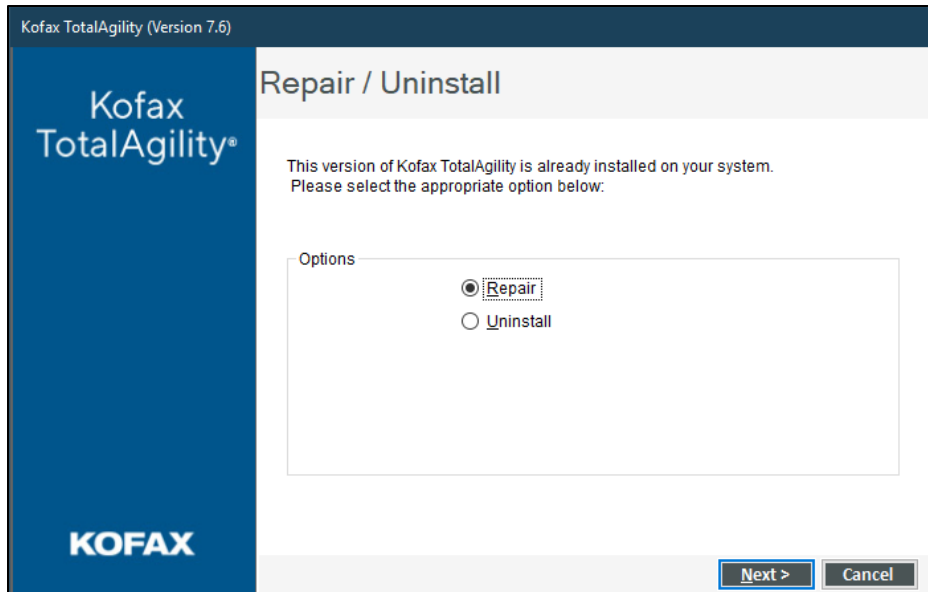 Kofax TotalAgility (Version 7.6)
Kofax
TotalAgility®
Repair / Uninstall
This version of Kofax TotalAgility is already installed on your system.
Please select the appropriate option below:
Options
Repair
Uninstall
KOFAX
Next >
Cancel